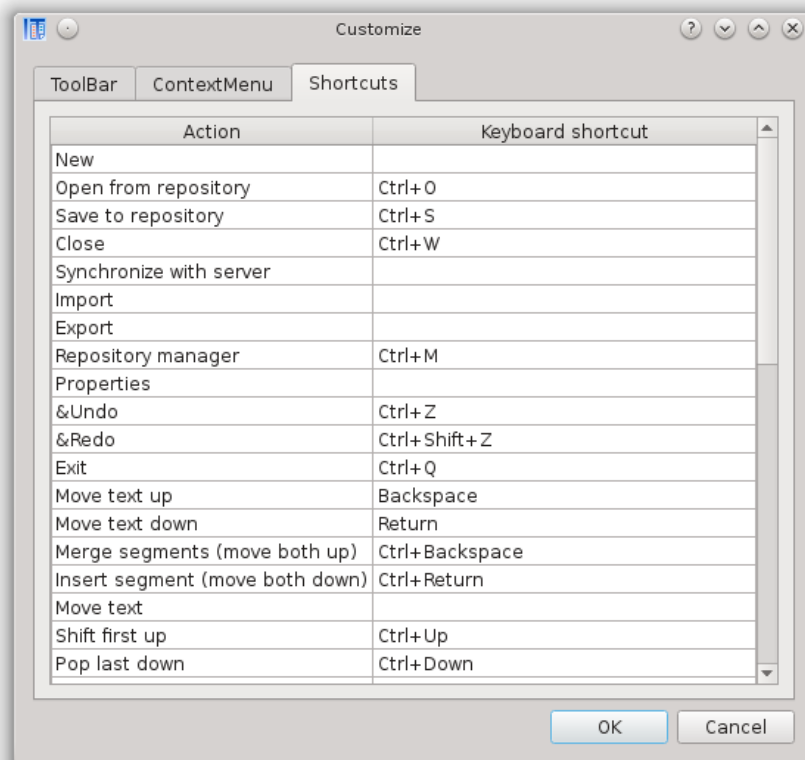 Customize
ToolBar ContextMenu Shortcuts
Action Keyboard shortcut
New
Open from repository Ctrl+O
Save to repository Ctrl+S
Close Ctrl+W
Synchronize with server
Import
Export
Repository manager Ctrl+M
Properties
&Undo Ctrl+Z
&Redo Ctrl+Shift+Z
Exit Ctrl+Q
Move text up Backspace
Move text down Return
Merge segments (move both up) Ctrl+Backspace
Insert segment (move both down) Ctrl+Return
Move text
Shift first up Ctrl+Up
Pop last down Ctrl+Down
OK Cancel